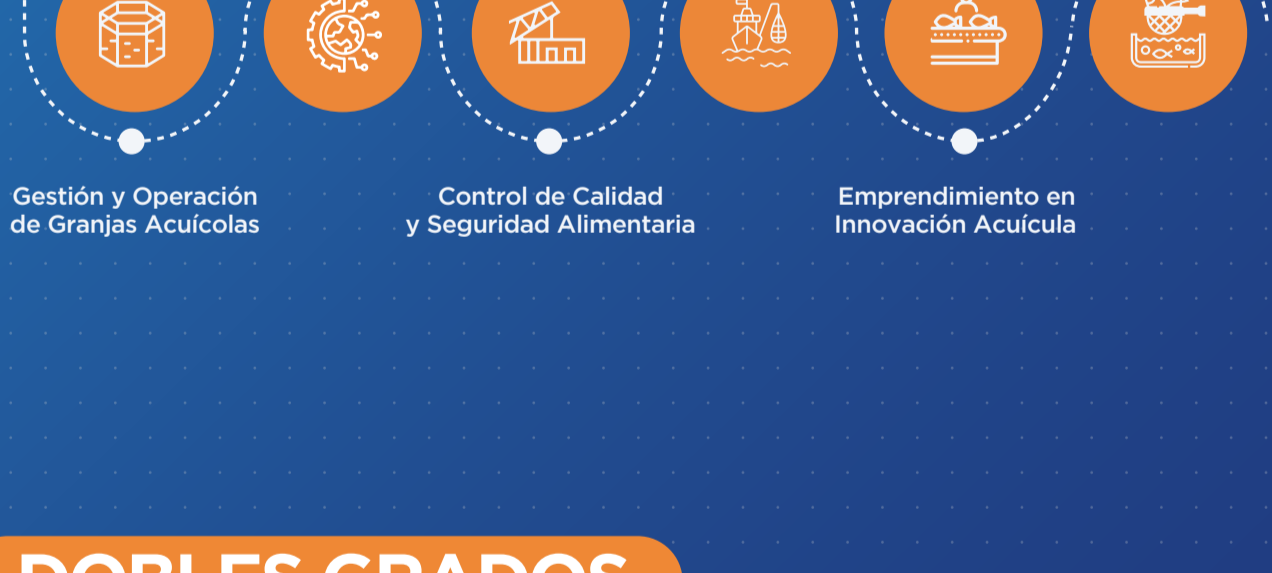 Gestión y Operación
de Granjas Acuícolas
Control de Calidad
y Seguridad Alimentaria
Emprendimiento en
Innovación Acuícula
DOBLES GRADOS